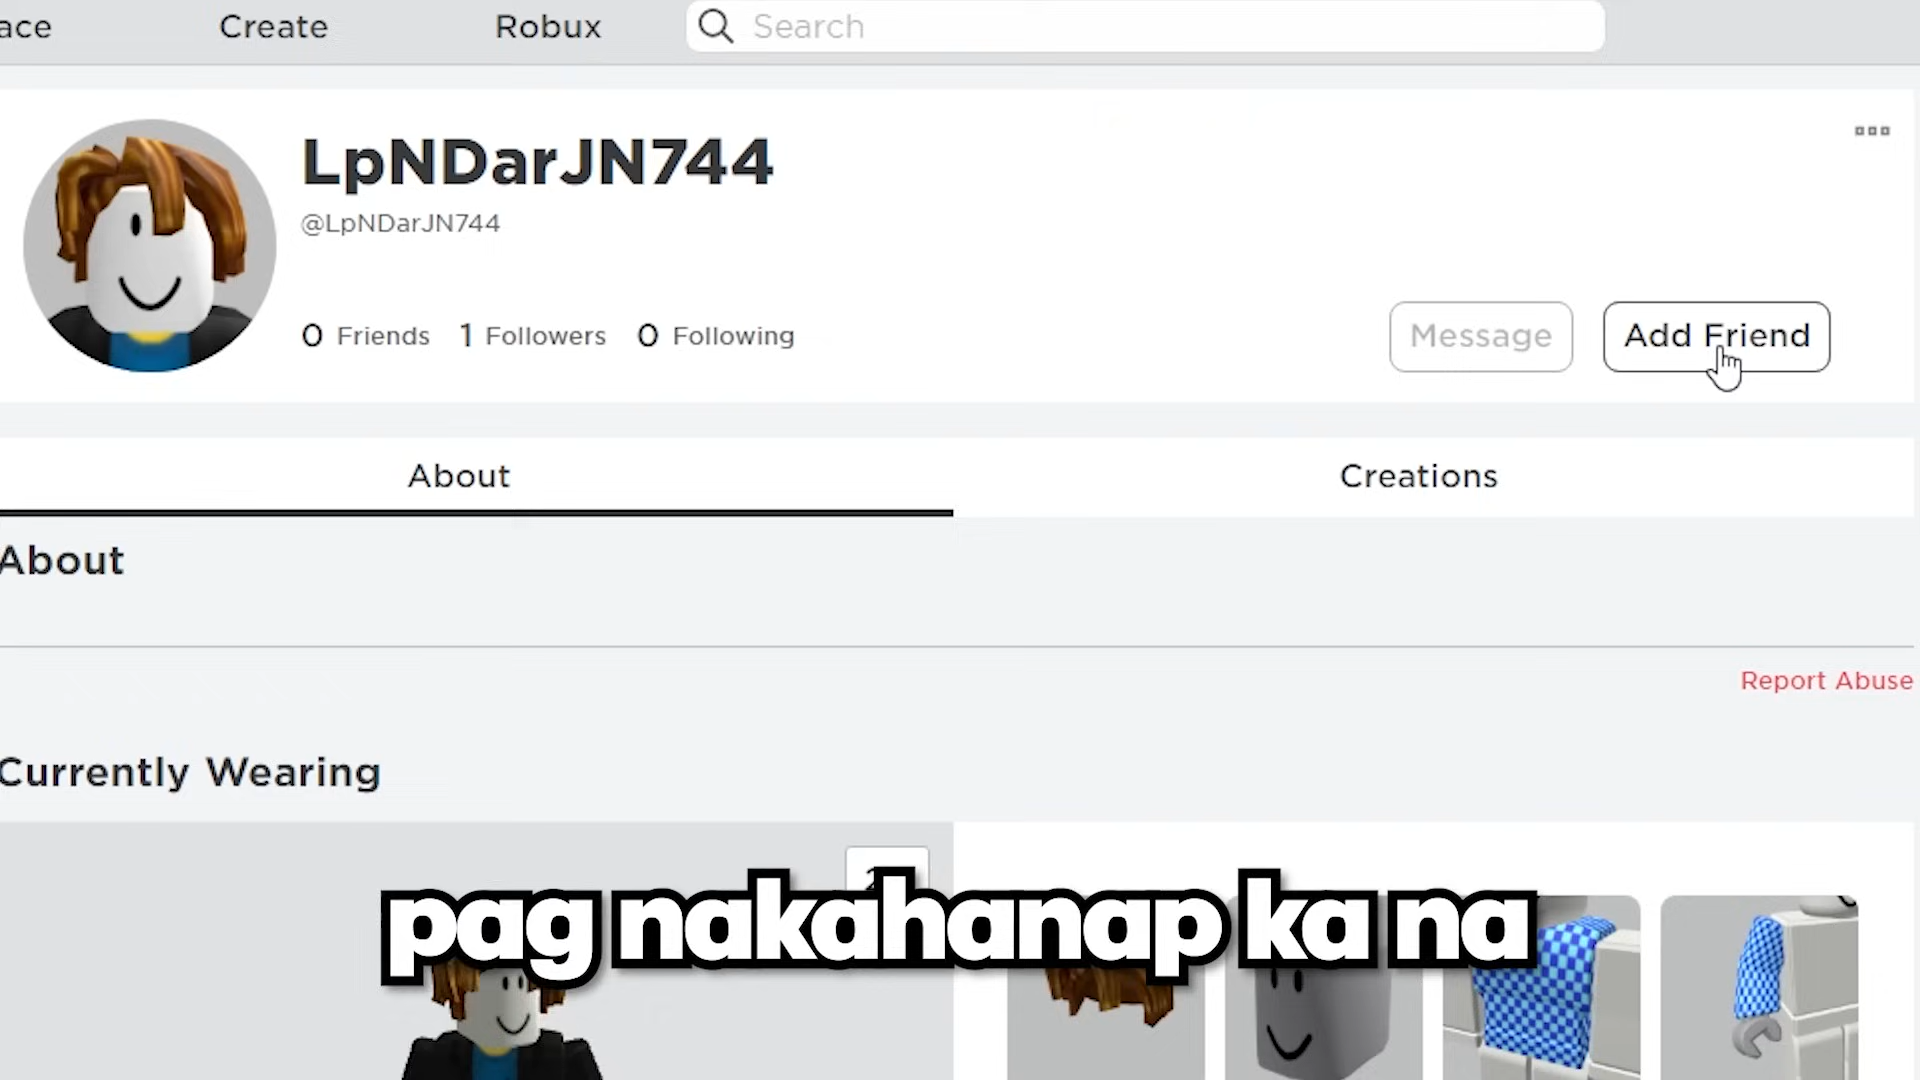 ace Create Robux Search
LpNDarJN744
@LpNDarJN744
0 Friends 1 Followers 0 Following
Message Add Friend
About Creations
About
Report Abuse
Currently Wearing
pag nakahanap ka na